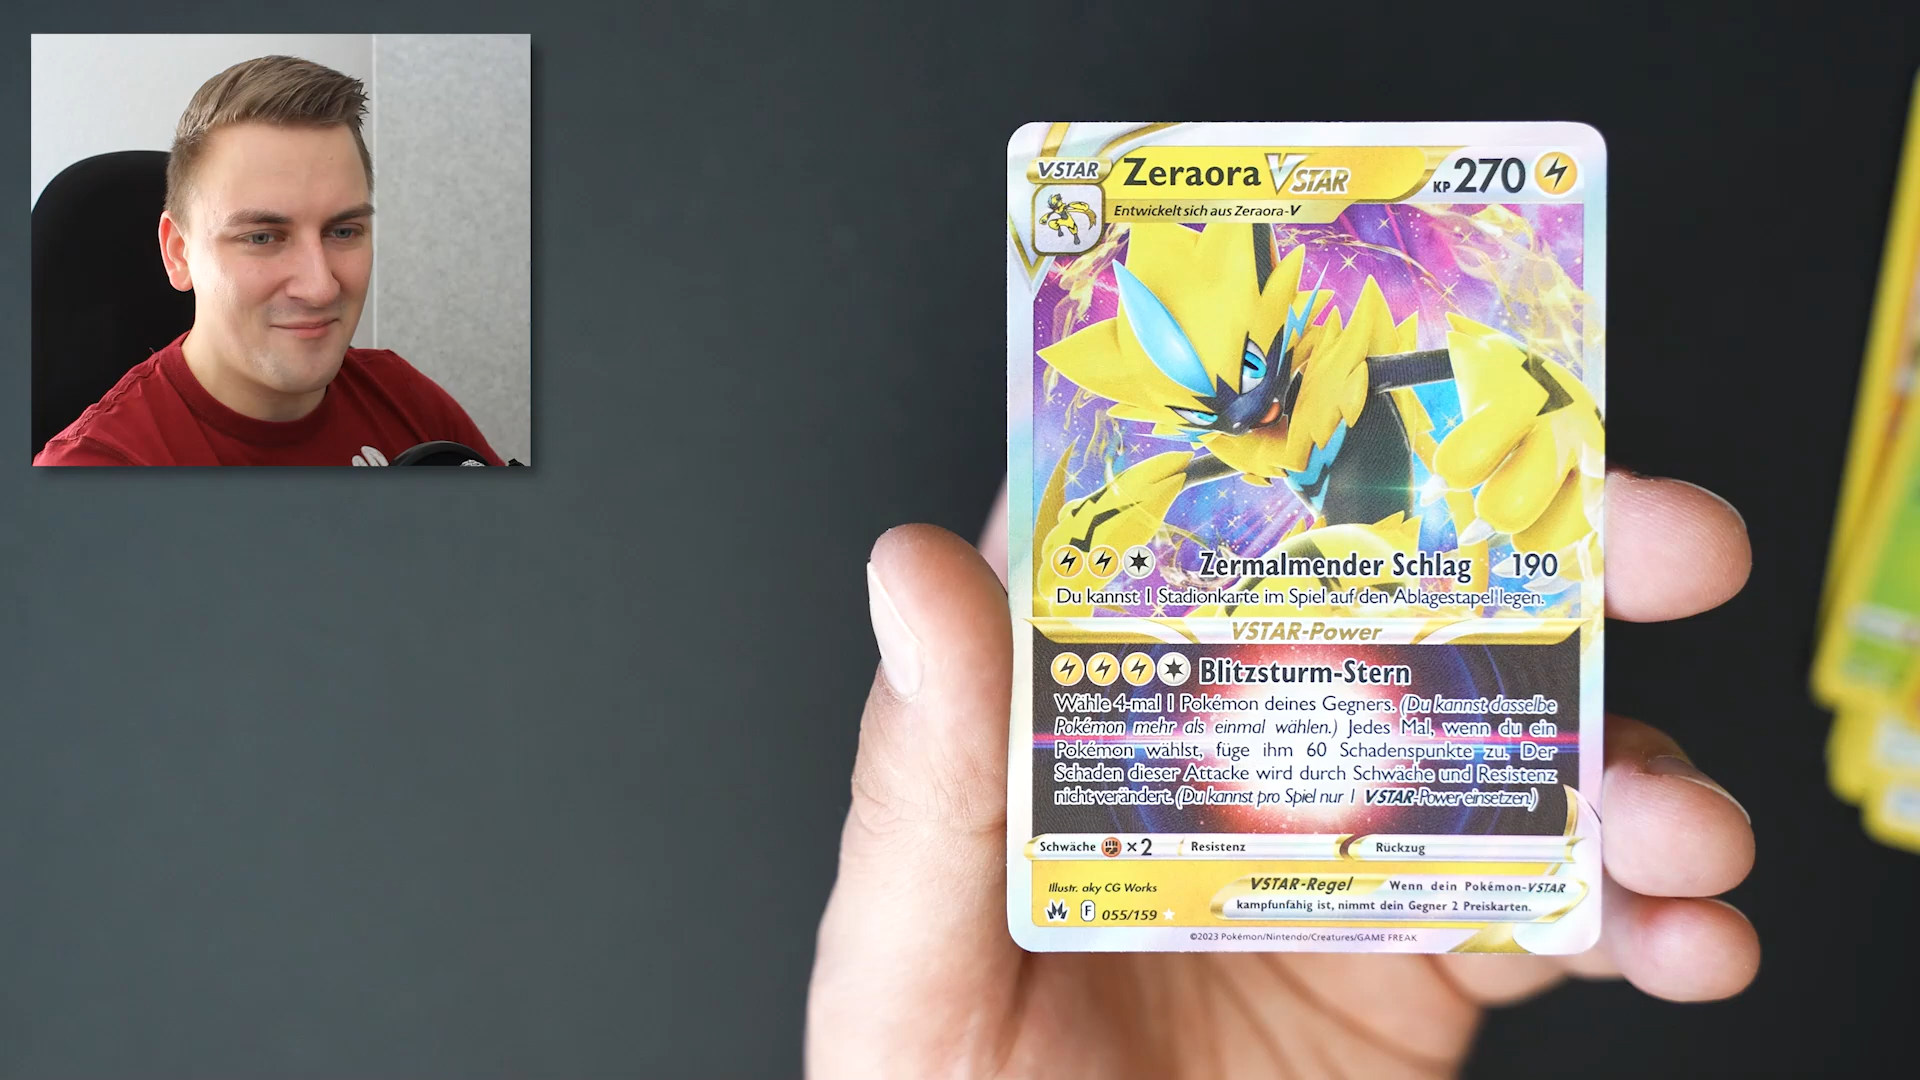 VSTAR Zeraora VSTAR KP 270
Entwickelt sich aus Zeraora-V
Zermalmender Schlag 190
Du kannst 1 Stadionkarte im Spiel auf den Ablagestapel legen.
VSTAR-Power
Blitzsturm-Stern
Wähle 4-mal 1 Pokémon deines Gegners. (Du kannst dasselbe
Pokémon mehr als einmal wählen.) Jedes Mal, wenn du ein
Pokémon wählst, füge ihm 60 Schadenspunkte zu. Der
Schaden dieser Attacke wird durch Schwäche und Resistenz
nicht verändert. (Du kannst pro Spiel nur 1 VSTAR-Power einsetzen.)
Schwäche ×2 Resistenz Rückzug
Illustr. aky CG Works
VSTAR-Regel Wenn dein Pokémon-VSTAR
kampfunfähig ist, nimmt dein Gegner 2 Preiskarten.
F 055/159
©2023 Pokémon/Nintendo/Creatures/GAME FREAK